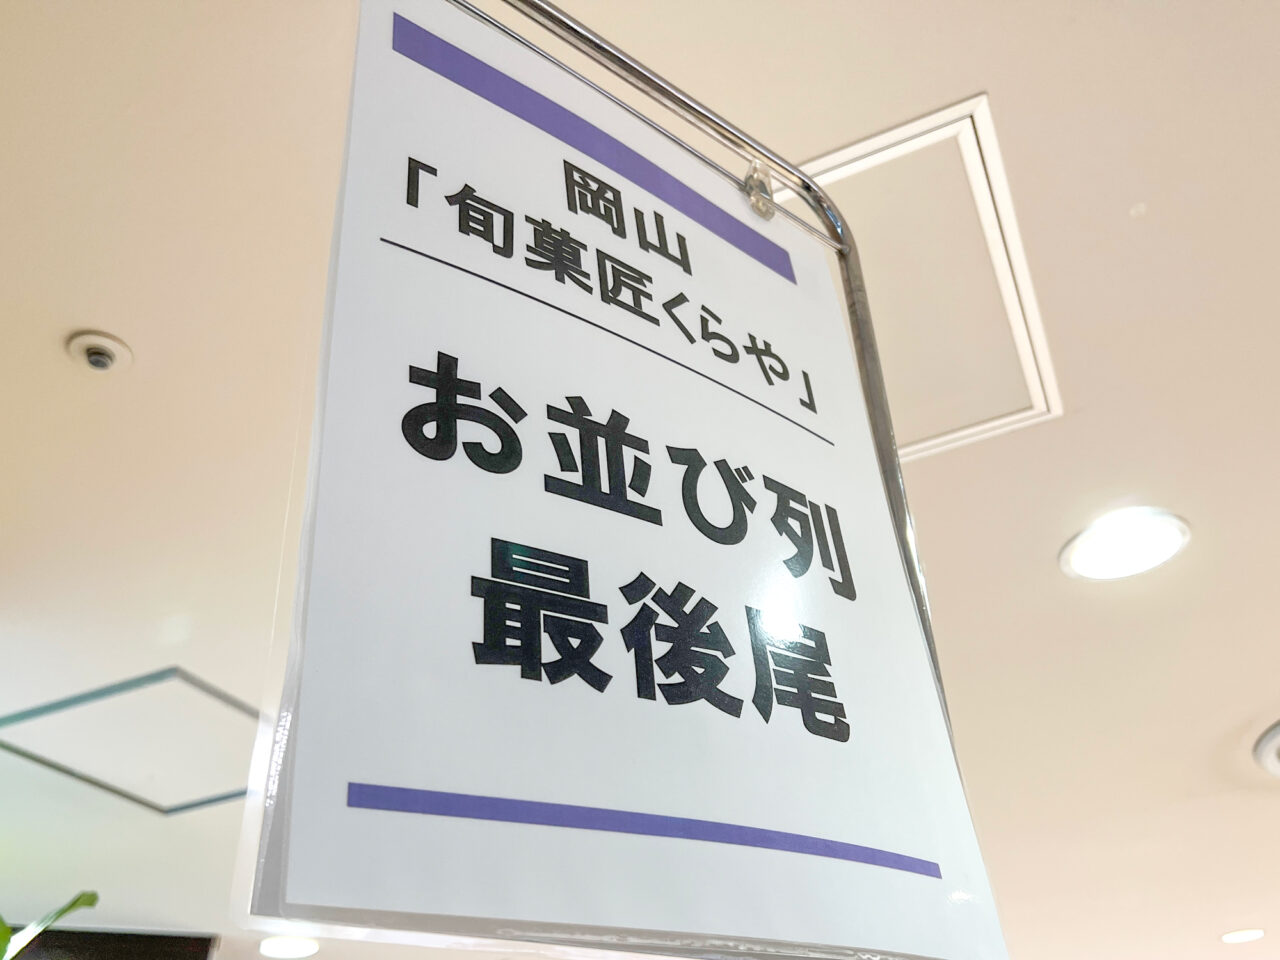 岡山
「旬菓匠くらや」
お並び列
最後尾